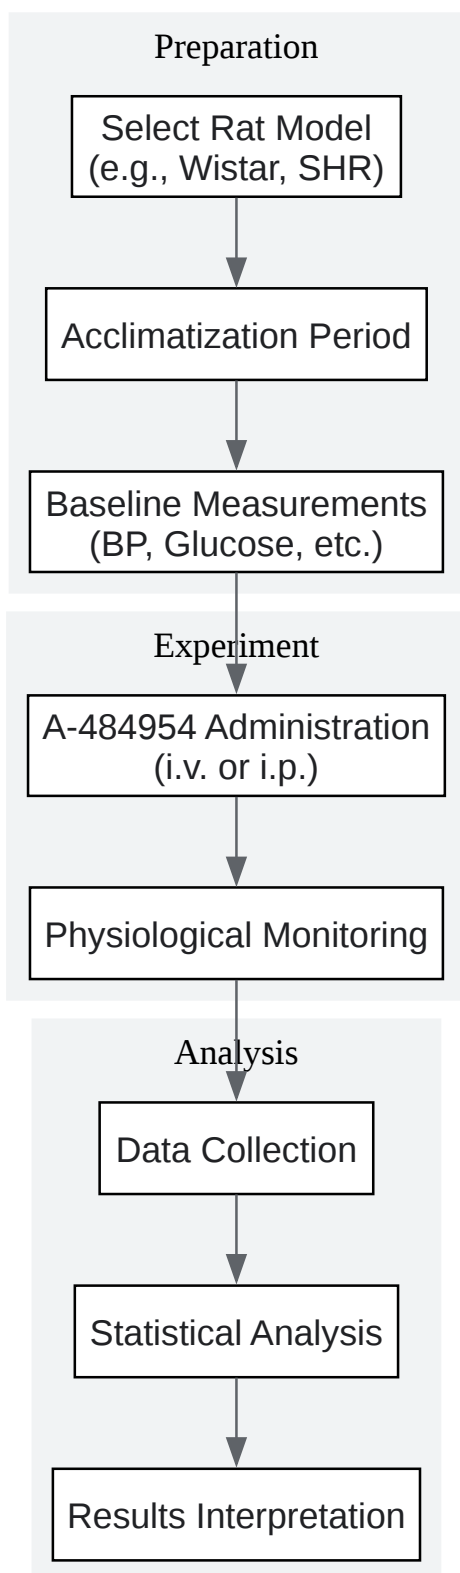 Preparation
Select Rat Model
(e.g., Wistar, SHR)
Acclimatization Period
Baseline Measurements
(BP, Glucose, etc.)
Experiment
A-484954 Administration
(i.v. or i.p.)
Physiological Monitoring
Analysis
Data Collection
Statistical Analysis
Results Interpretation